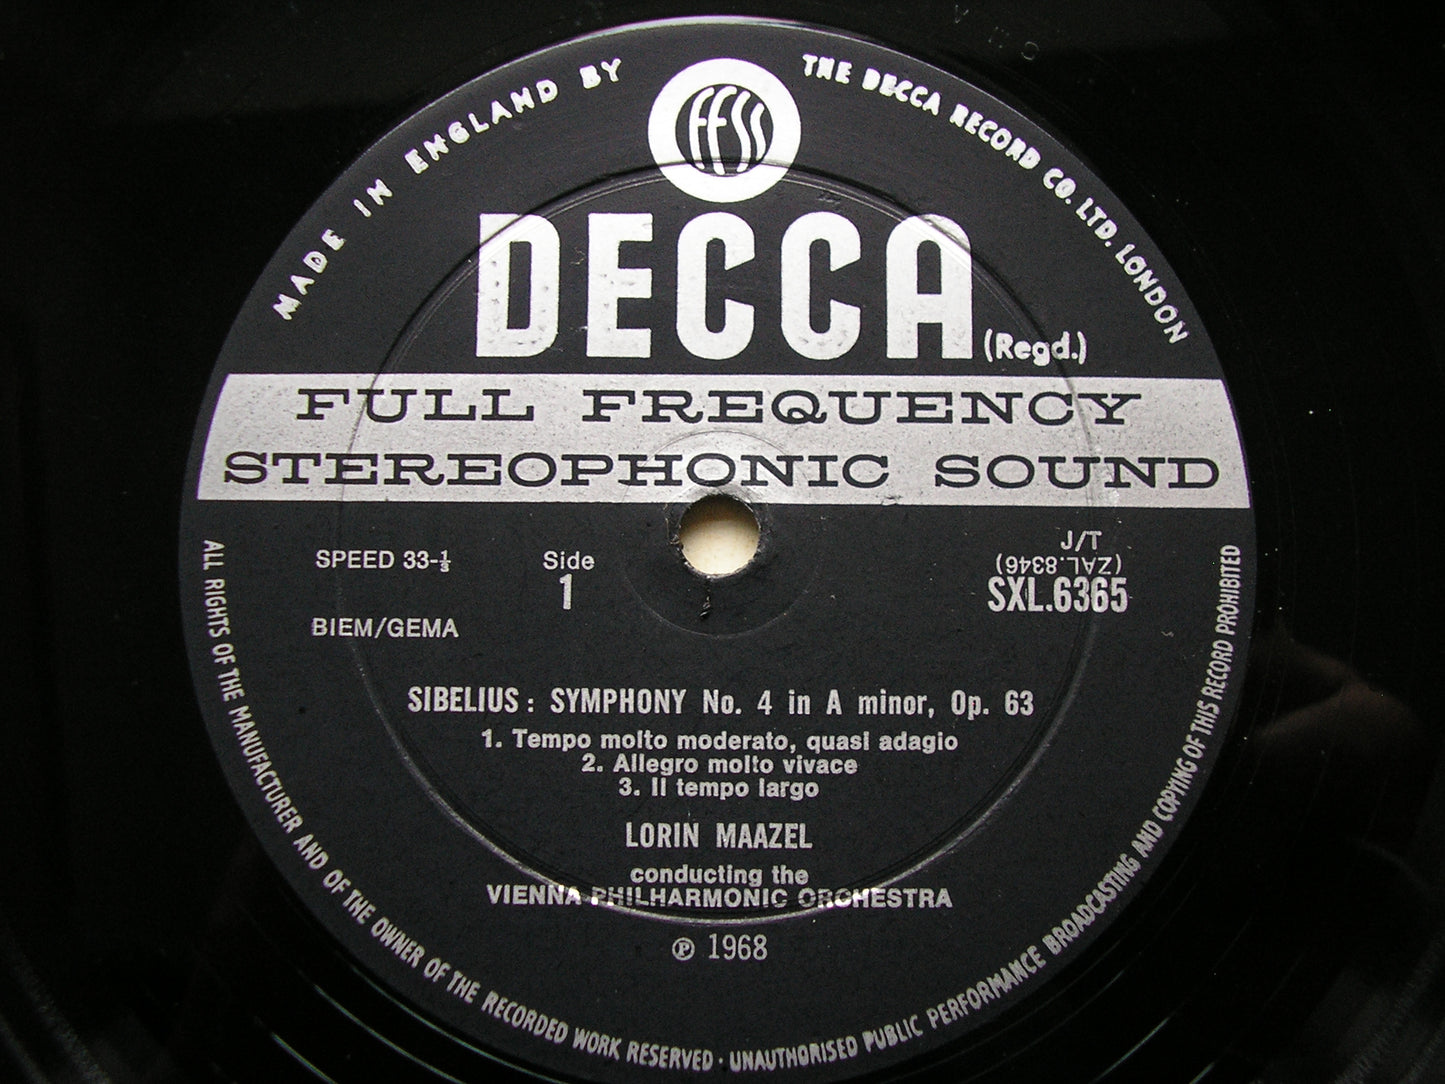 MADE IN ENGLAND BY
THE DECCA RECORD CO. LTD. LONDON
FFSS
DECCA
(Regd.)
FULL FREQUENCY
STEREOPHONIC SOUND
SPEED 33-⅓
Side
1
J/T
(ZAL.8346)
SXL.6365
BIEM/GEMA
SIBELIUS: SYMPHONY No. 4 in A minor, Op. 63
1. Tempo molto moderato, quasi adagio
2. Allegro molto vivace
3. Il tempo largo
LORIN MAAZEL
conducting the
VIENNA PHILHARMONIC ORCHESTRA
℗ 1968
ALL RIGHTS OF THE MANUFACTURER AND OF THE OWNER OF THE RECORDED WORK RESERVED · UNAUTHORISED PUBLIC PERFORMANCE BROADCASTING AND COPYING OF THIS RECORD PROHIBITED